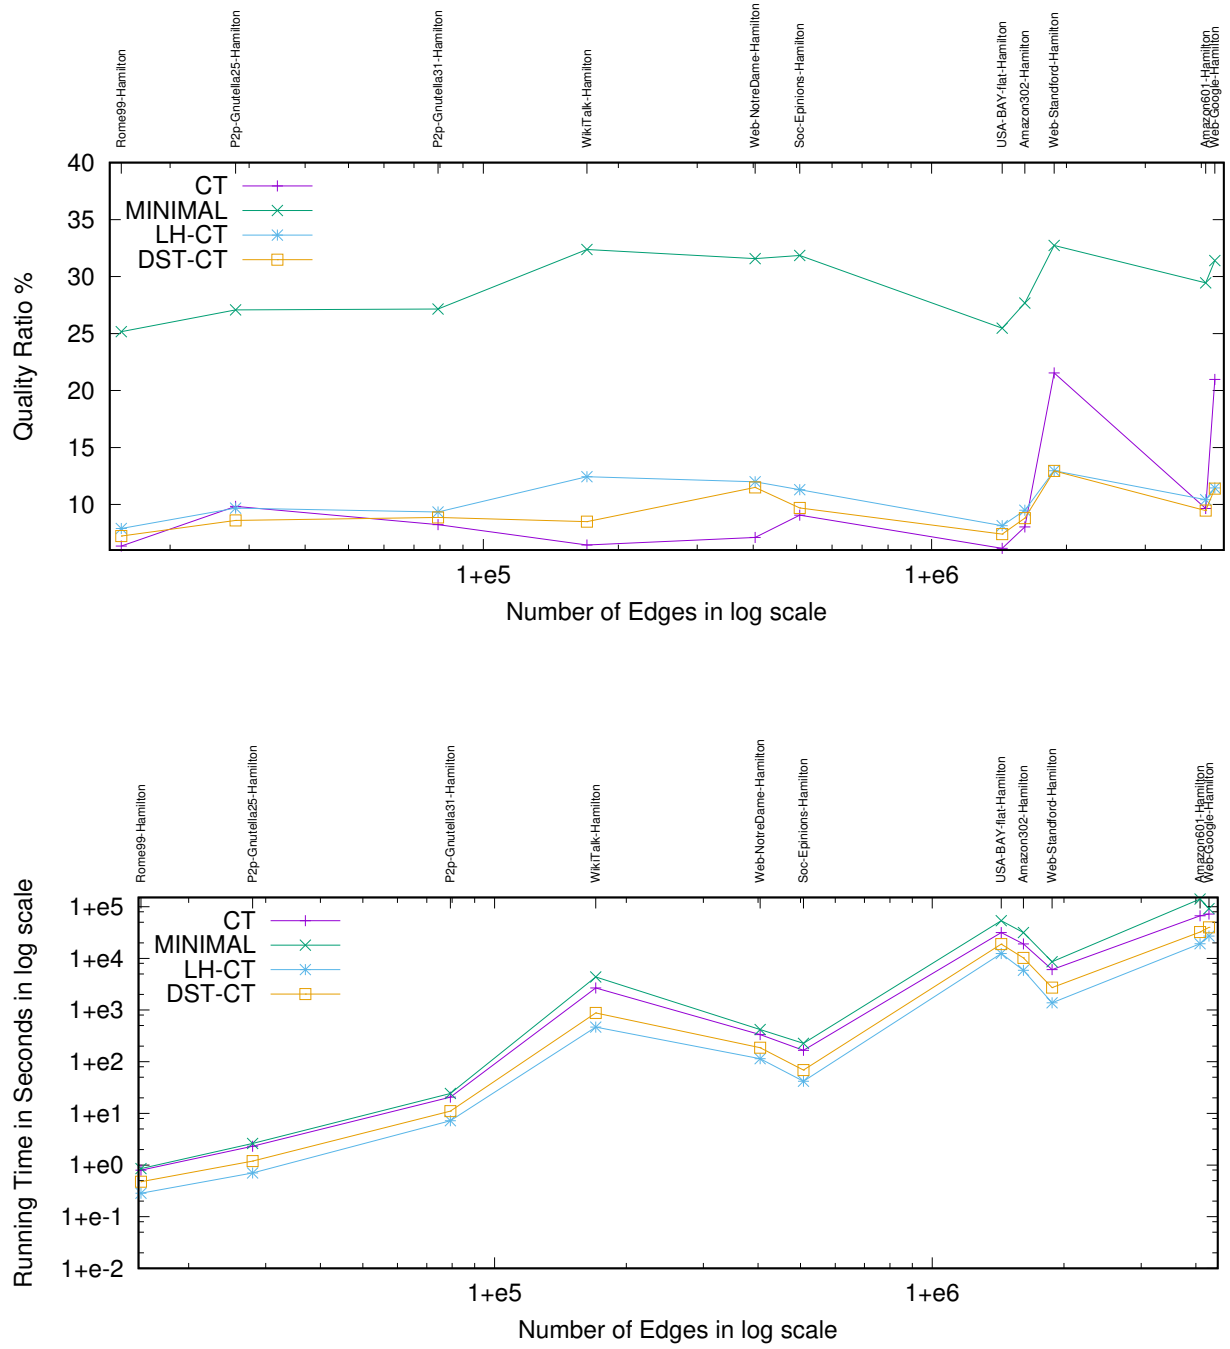 Rome99-Hamilton
P2p-Gnutella25-Hamilton
P2p-Gnutella31-Hamilton
WikiTalk-Hamilton
Web-NotreDame-Hamilton
Soc-Epinions-Hamilton
USA-BAY-flat-Hamilton
Amazon302-Hamilton
Web-Standford-Hamilton
Amazon601-Hamilton
Web-Google-Hamilton
40
35
30
25
20
15
10
Quality Ratio %
CT
MINIMAL
LH-CT
DST-CT
1+e5
1+e6
Number of Edges in log scale
Rome99-Hamilton
P2p-Gnutella25-Hamilton
P2p-Gnutella31-Hamilton
WikiTalk-Hamilton
Web-NotreDame-Hamilton
Soc-Epinions-Hamilton
USA-BAY-flat-Hamilton
Amazon302-Hamilton
Web-Standford-Hamilton
Amazon601-Hamilton
Web-Google-Hamilton
1+e5
1+e4
1+e3
1+e2
1+e1
1+e0
1+e-1
1+e-2
Running Time in Seconds in log scale
CT
MINIMAL
LH-CT
DST-CT
1+e5
1+e6
Number of Edges in log scale